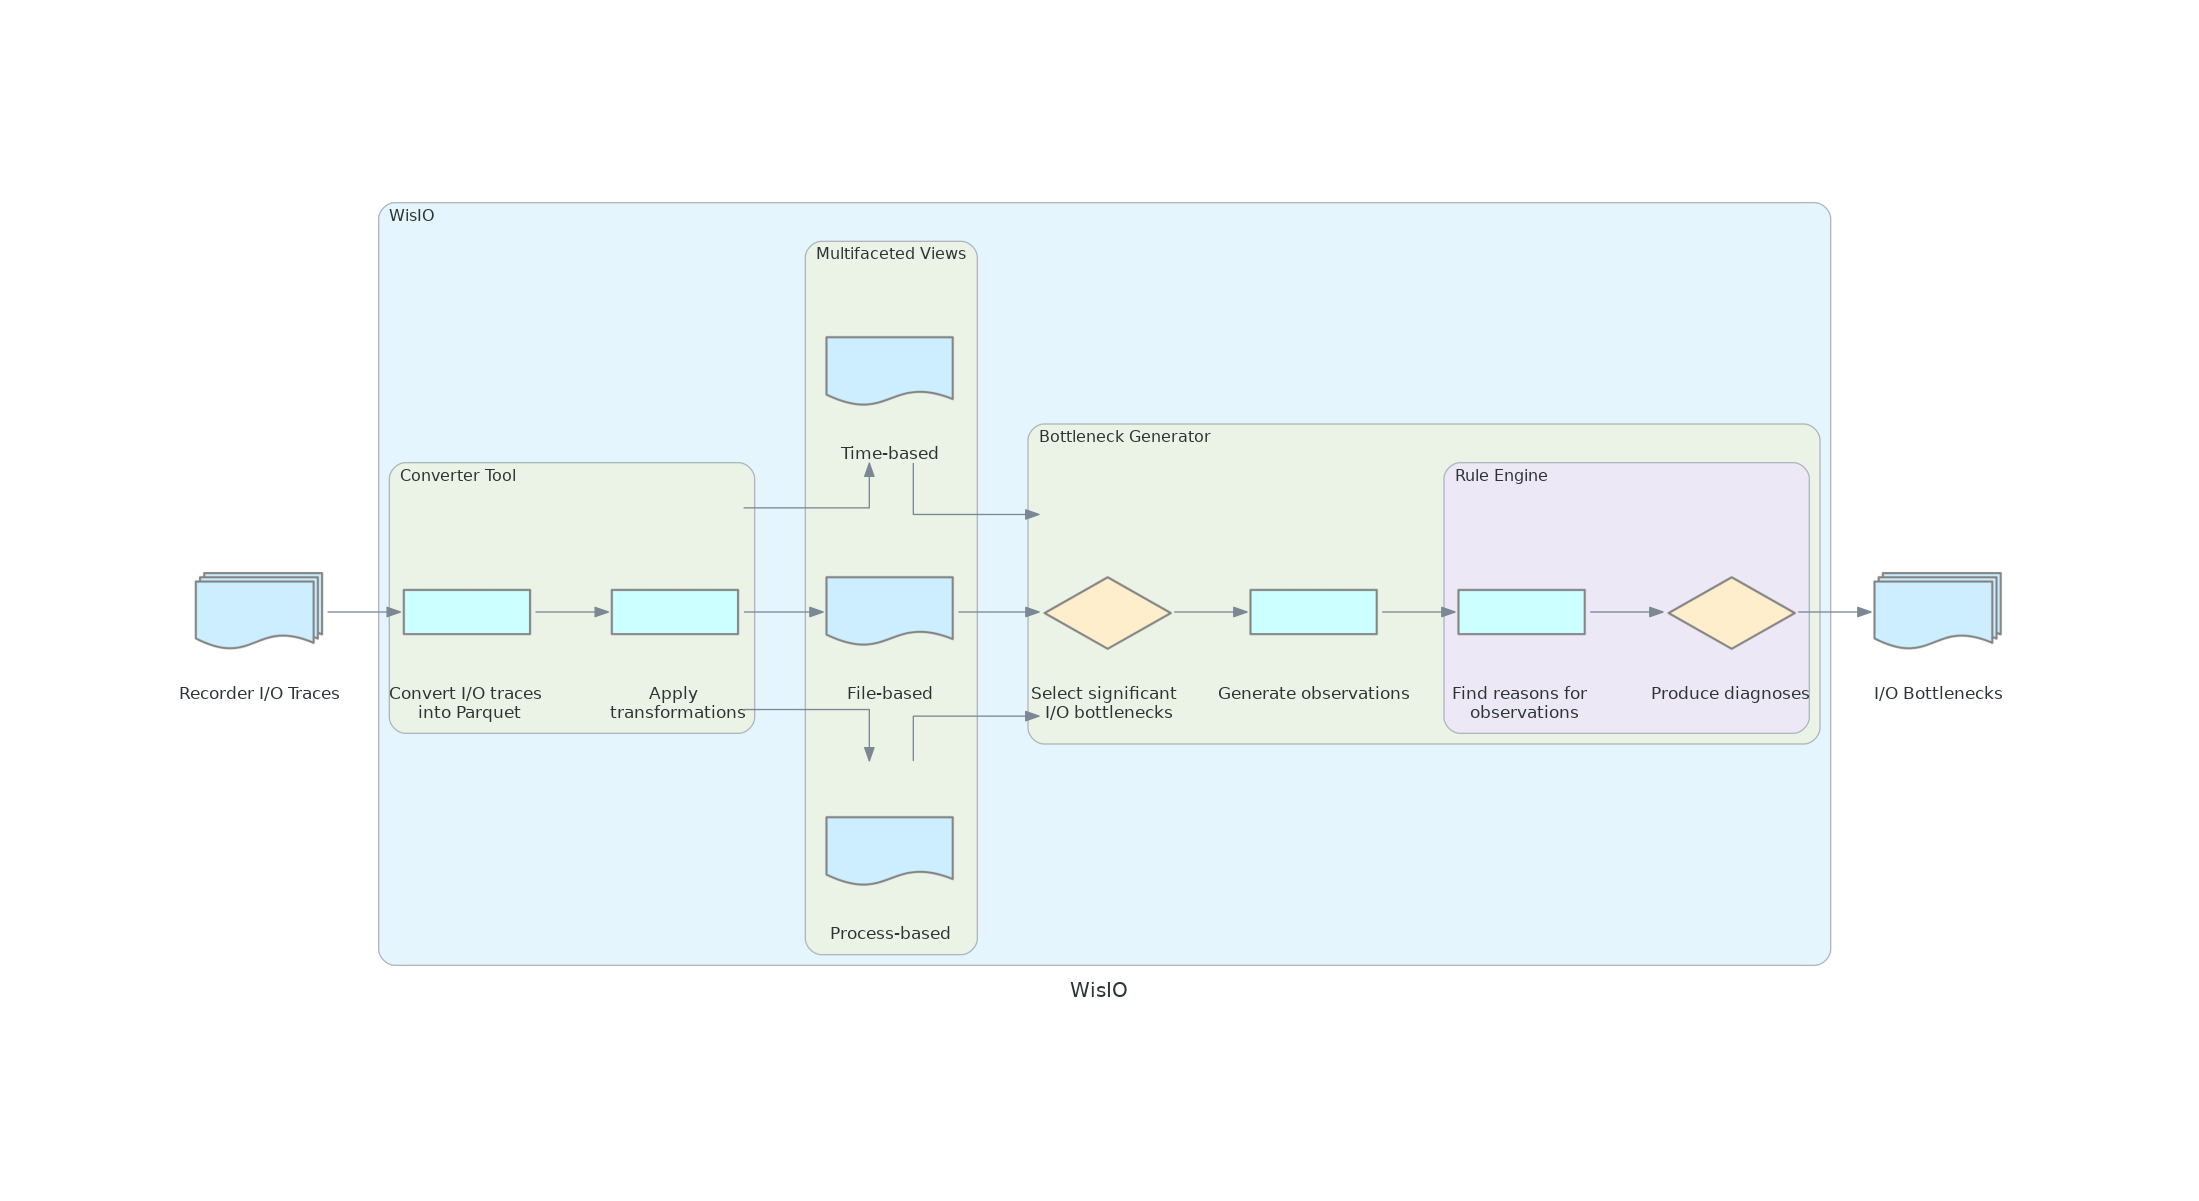 WisIO
Multifaceted Views
Time-based
Bottleneck Generator
Converter Tool
Rule Engine
Recorder I/O Traces
Convert I/O traces
into Parquet
Apply
transformations
File-based
Select significant
I/O bottlenecks
Generate observations
Find reasons for
observations
Produce diagnoses
I/O Bottlenecks
Process-based
WisIO